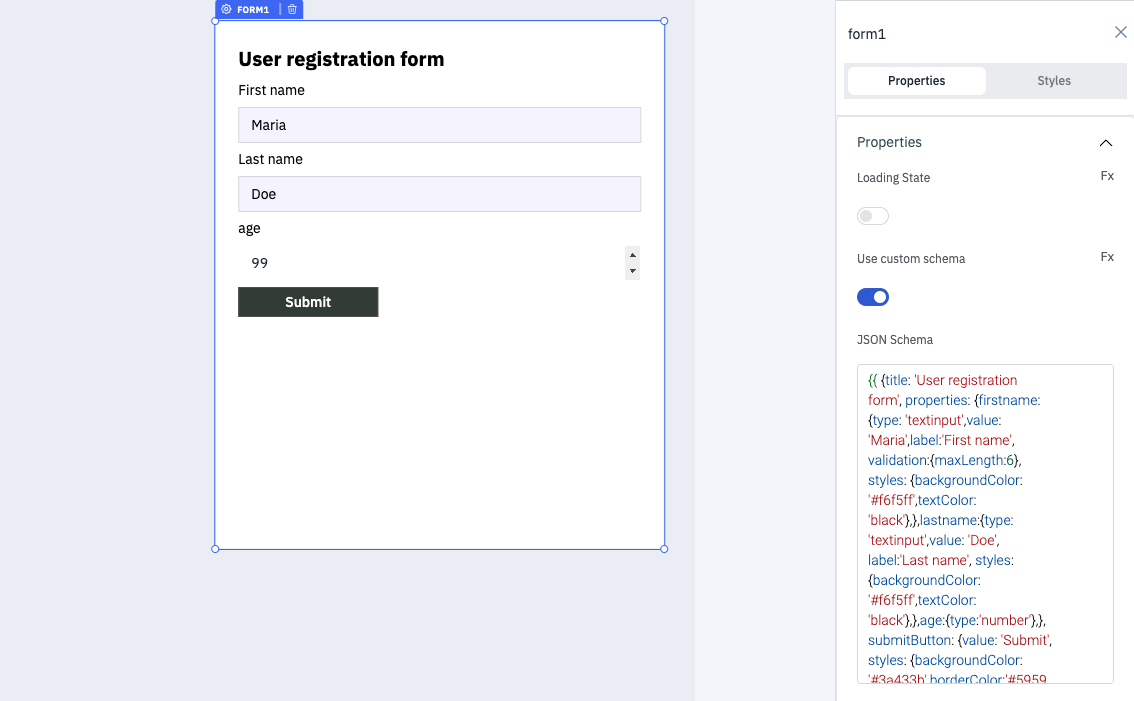 FORM1
User registration form
First name
Maria
Last name
Doe
age
99
Submit
form1
Properties
Styles
Properties
Loading State
Fx
Use custom schema
Fx
JSON Schema
{{ {title: 'User registration
form', properties: {firstname:
{type: 'textinput',value:
'Maria',label:'First name',
validation:{maxLength:6},
styles: {backgroundColor:
'#f6f5ff',textColor:
'black'},},lastname:{type:
'textinput',value: 'Doe',
label:'Last name', styles:
{backgroundColor:
'#f6f5ff',textColor:
'black'},},age:{type:'number'},},
submitButton: {value: 'Submit',
styles: {backgroundColor:
'#3a433b',borderColor:'#5959